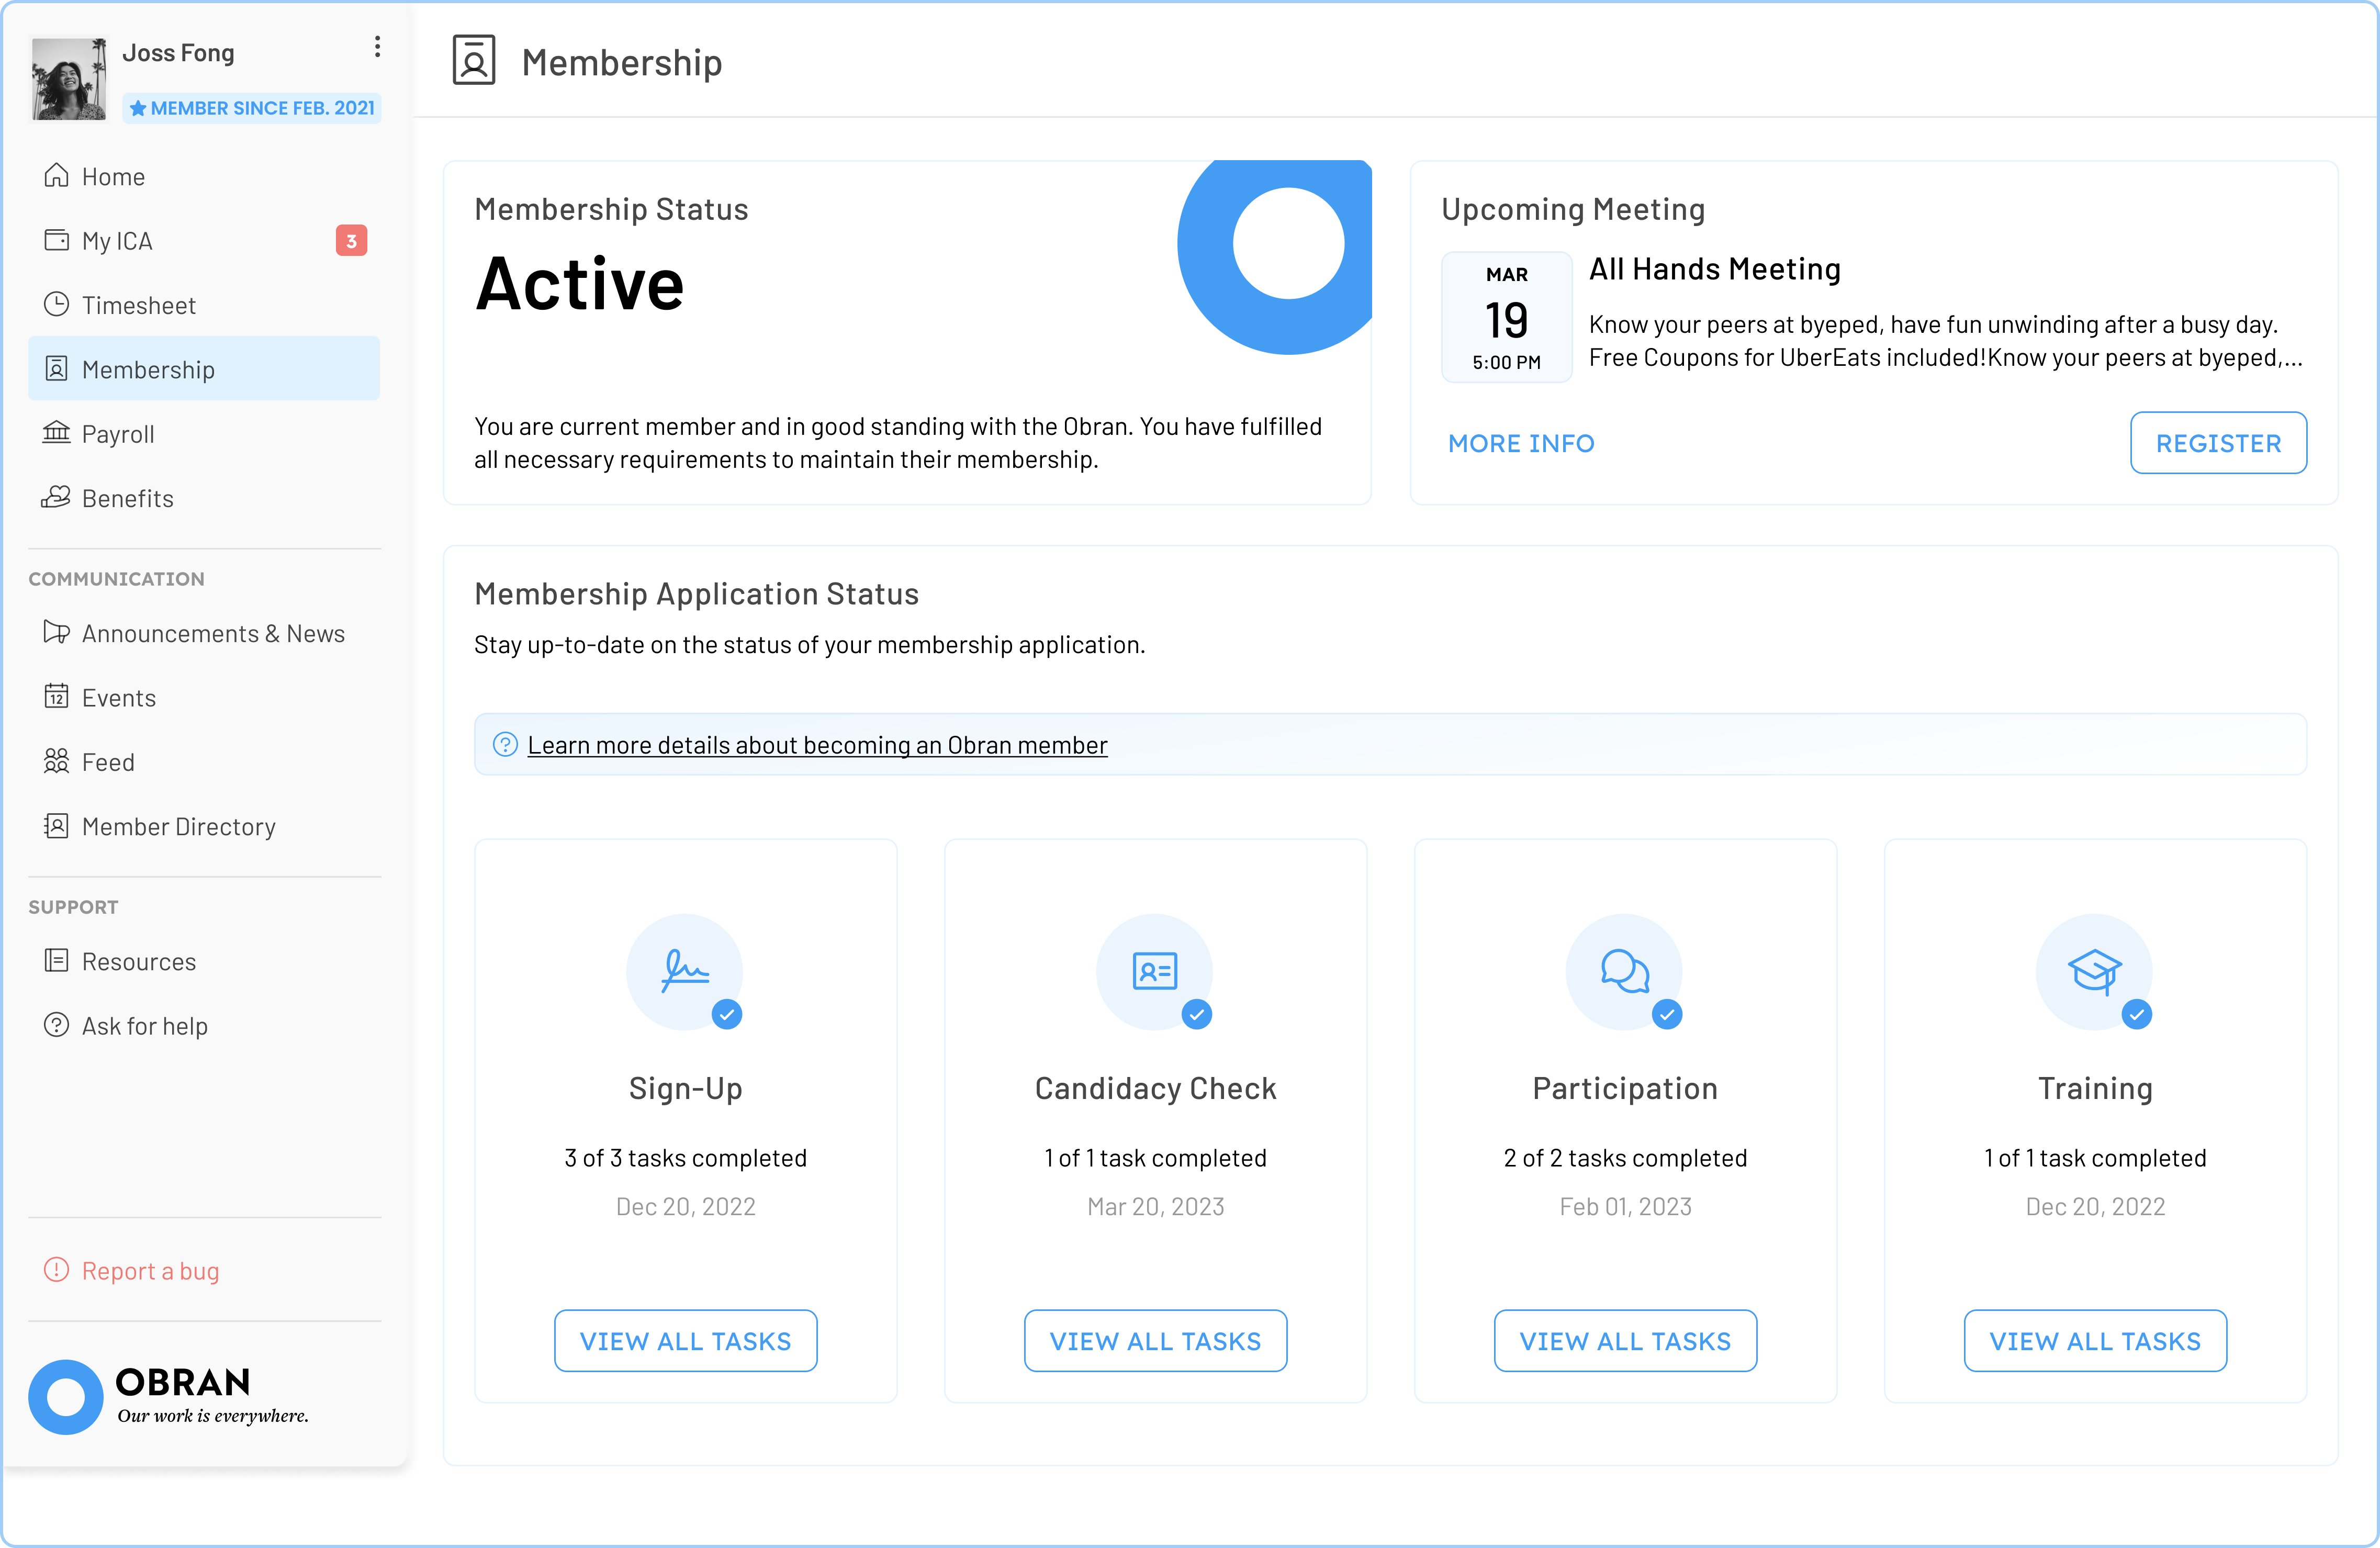 Joss Fong
MEMBER SINCE FEB. 2021
Home
My ICA
3
Timesheet
Membership
Payroll
Benefits
COMMUNICATION
Announcements & News
12
Events
Feed
Member Directory
SUPPORT
Resources
Ask for help
Report a bug
OBRAN
Our work is everywhere.
Membership
Membership Status
Active
You are current member and in good standing with the Obran. You have fulfilled
all necessary requirements to maintain their membership.
Upcoming Meeting
MAR
19
5:00 PM
All Hands Meeting
Know your peers at byeped, have fun unwinding after a busy day.
Free Coupons for UberEats included!Know your peers at byeped,...
MORE INFO
REGISTER
Membership Application Status
Stay up-to-date on the status of your membership application.
Learn more details about becoming an Obran member
Sign-Up
3 of 3 tasks completed
Dec 20, 2022
VIEW ALL TASKS
Candidacy Check
1 of 1 task completed
Mar 20, 2023
VIEW ALL TASKS
Participation
2 of 2 tasks completed
Feb 01, 2023
VIEW ALL TASKS
Training
1 of 1 task completed
Dec 20, 2022
VIEW ALL TASKS